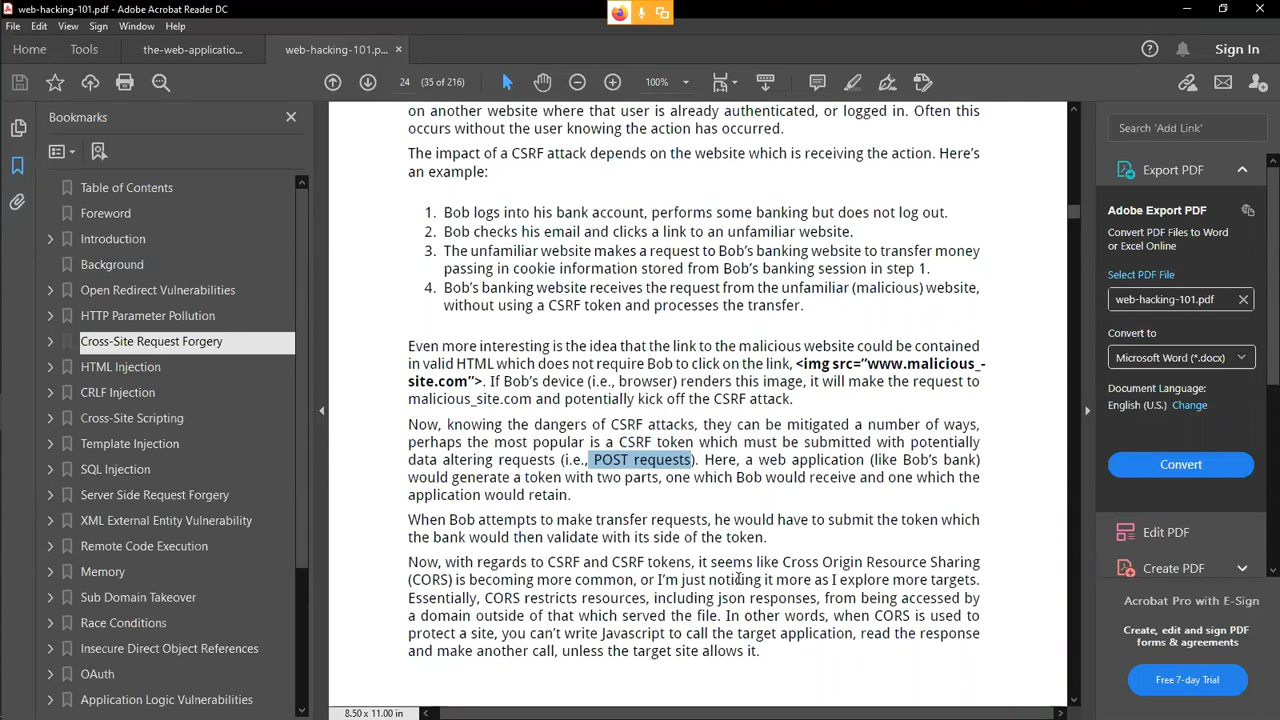 web-hacking-101.pdf - Adobe Acrobat Reader DC
File Edit View Sign Window Help
Home Tools the-web-applicatio... web-hacking-101.p... × Sign In
24 (35 of 216) 100%
Bookmarks
Table of Contents
Foreword
Introduction
Background
Open Redirect Vulnerabilities
HTTP Parameter Pollution
Cross-Site Request Forgery
HTML Injection
CRLF Injection
Cross-Site Scripting
Template Injection
SQL Injection
Server Side Request Forgery
XML External Entity Vulnerability
Remote Code Execution
Memory
Sub Domain Takeover
Race Conditions
Insecure Direct Object References
OAuth
Application Logic Vulnerabilities
on another website where that user is already authenticated, or logged in. Often this
occurs without the user knowing the action has occurred.
The impact of a CSRF attack depends on the website which is receiving the action. Here’s
an example:
1. Bob logs into his bank account, performs some banking but does not log out.
2. Bob checks his email and clicks a link to an unfamiliar website.
3. The unfamiliar website makes a request to Bob’s banking website to transfer money
passing in cookie information stored from Bob’s banking session in step 1.
4. Bob’s banking website receives the request from the unfamiliar (malicious) website,
without using a CSRF token and processes the transfer.
Even more interesting is the idea that the link to the malicious website could be contained
in valid HTML which does not require Bob to click on the link, <img src=“www.malicious_-
site.com”>. If Bob’s device (i.e., browser) renders this image, it will make the request to
malicious_site.com and potentially kick off the CSRF attack.
Now, knowing the dangers of CSRF attacks, they can be mitigated a number of ways,
perhaps the most popular is a CSRF token which must be submitted with potentially
data altering requests (i.e., POST requests). Here, a web application (like Bob’s bank)
would generate a token with two parts, one which Bob would receive and one which the
application would retain.
When Bob attempts to make transfer requests, he would have to submit the token which
the bank would then validate with its side of the token.
Now, with regards to CSRF and CSRF tokens, it seems like Cross Origin Resource Sharing
(CORS) is becoming more common, or I’m just noticing it more as I explore more targets.
Essentially, CORS restricts resources, including json responses, from being accessed by
a domain outside of that which served the file. In other words, when CORS is used to
protect a site, you can’t write Javascript to call the target application, read the response
and make another call, unless the target site allows it.
8.50 x 11.00 in
Search 'Add Link'
Export PDF
Adobe Export PDF
Convert PDF Files to Word
or Excel Online
Select PDF File
web-hacking-101.pdf ×
Convert to
Microsoft Word (*.docx)
Document Language:
English (U.S.) Change
Convert
Edit PDF
Create PDF
Acrobat Pro with E-Sign
Create, edit and sign PDF
forms & agreements
Free 7-day Trial